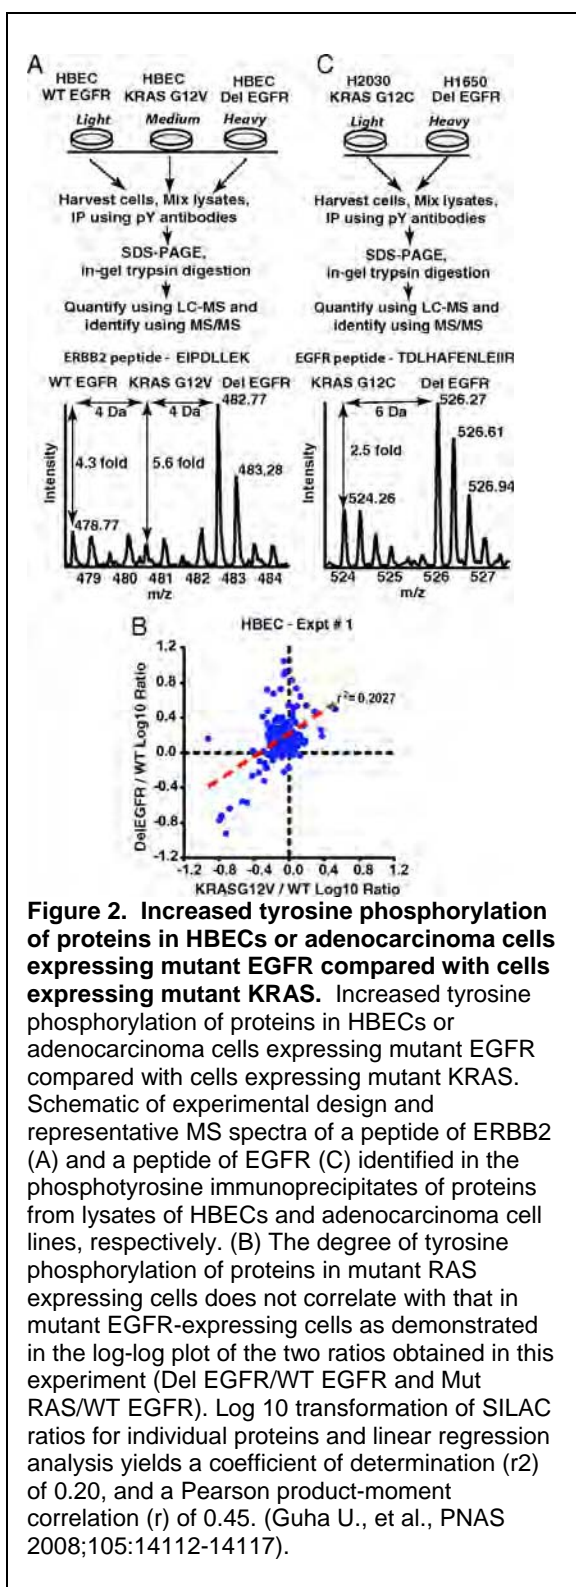 A
HBEC WT EGFR
HBEC KRAS G12V
HBEC Del EGFR
Light
Medium
Heavy
Harvest cells, Mix lysates,
IP using pY antibodies
SDS-PAGE,
in-gel trypsin digestion
Quantify using LC-MS and
identify using MS/MS
ERBB2 peptide - EIPDLLEK
WT EGFR KRAS G12V Del EGFR
4 Da
4 Da
482.77
4.3 fold
5.6 fold
483.28
478.77
Intensity
479 480 481 482 483 484
m/z
C
H2030 KRAS G12C
H1650 Del EGFR
Light
Heavy
Harvest cells, Mix lysates,
IP using pY antibodies
SDS-PAGE,
in-gel trypsin digestion
Quantify using LC-MS and
identify using MS/MS
EGFR peptide - TDLHAFENLEIIR
KRAS G12C Del EGFR
6 Da
526.27
2.5 fold
526.61
526.94
524.26
Intensity
524 525 526 527
m/z
B
HBEC - Expt # 1
1.2
0.4
0.0
-0.4
-0.8
-1.2
r²= 0.2027
DelEGFR / WT Log10 Ratio
-1.2 -0.8 -0.4 0.0 0.4 0.8 1.2
KRASG12V / WT Log10 Ratio
Figure 2. Increased tyrosine phosphorylation
of proteins in HBECs or adenocarcinoma cells
expressing mutant EGFR compared with cells
expressing mutant KRAS. Increased tyrosine
phosphorylation of proteins in HBECs or
adenocarcinoma cells expressing mutant EGFR
compared with cells expressing mutant KRAS.
Schematic of experimental design and
representative MS spectra of a peptide of ERBB2
(A) and a peptide of EGFR (C) identified in the
phosphotyrosine immunoprecipitates of proteins
from lysates of HBECs and adenocarcinoma cell
lines, respectively. (B) The degree of tyrosine
phosphorylation of proteins in mutant RAS
expressing cells does not correlate with that in
mutant EGFR-expressing cells as demonstrated
in the log-log plot of the two ratios obtained in this
experiment (Del EGFR/WT EGFR and Mut
RAS/WT EGFR). Log 10 transformation of SILAC
ratios for individual proteins and linear regression
analysis yields a coefficient of determination (r2)
of 0.20, and a Pearson product-moment
correlation (r) of 0.45. (Guha U., et al., PNAS
2008;105:14112-14117).